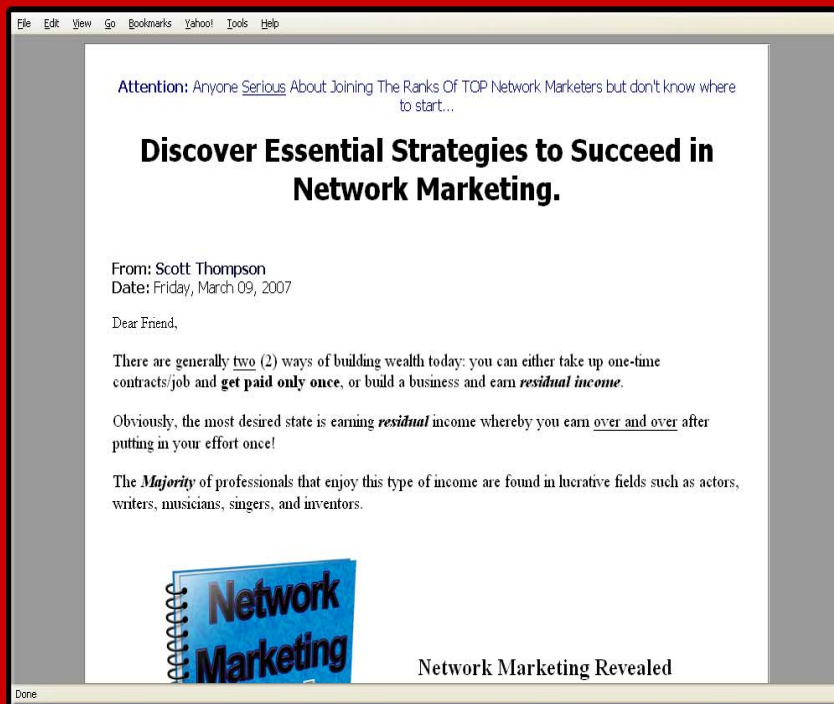 File Edit View Go Bookmarks Yahoo! Tools Help
Attention: Anyone Serious About Joining The Ranks Of TOP Network Marketers but don't know where
to start...
Discover Essential Strategies to Succeed in
Network Marketing.
From: Scott Thompson
Date: Friday, March 09, 2007
Dear Friend,
There are generally two (2) ways of building wealth today: you can either take up one-time
contracts/job and get paid only once, or build a business and earn residual income.
Obviously, the most desired state is earning residual income whereby you earn over and over after
putting in your effort once!
The Majority of professionals that enjoy this type of income are found in lucrative fields such as actors,
writers, musicians, singers, and inventors.
Network
Marketing
Network Marketing Revealed
Done